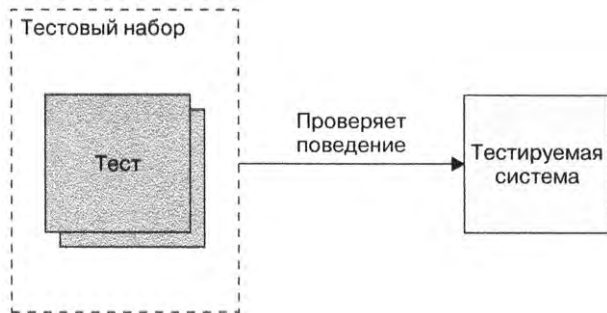 Тестовый набор
Тест
Проверяет
поведение
Тестируемая
система